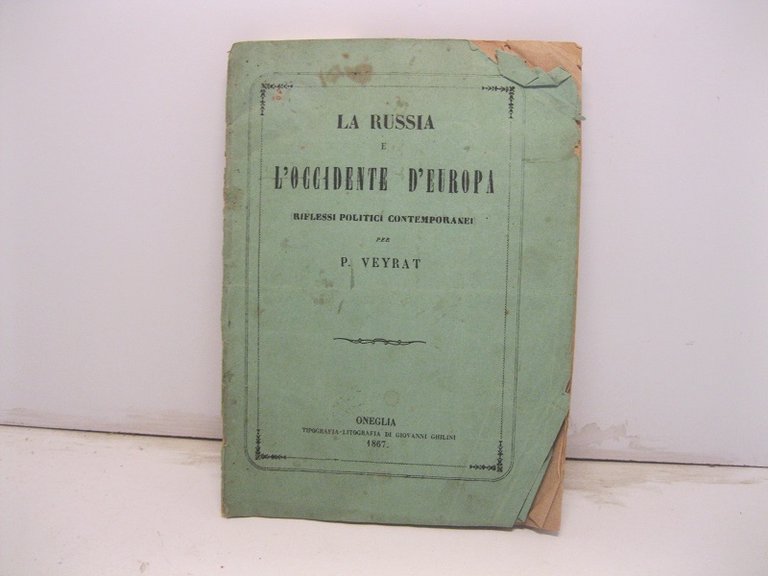 LA RUSSIA
E
L'OCCIDENTE D'EUROPA
RIFLESSI POLITICI CONTEMPORANEI
PER
P. VEYRAT
ONEGLIA
TIPOGRAFIA-LITOGRAFIA DI GIOVANNI GHILINI
1867.